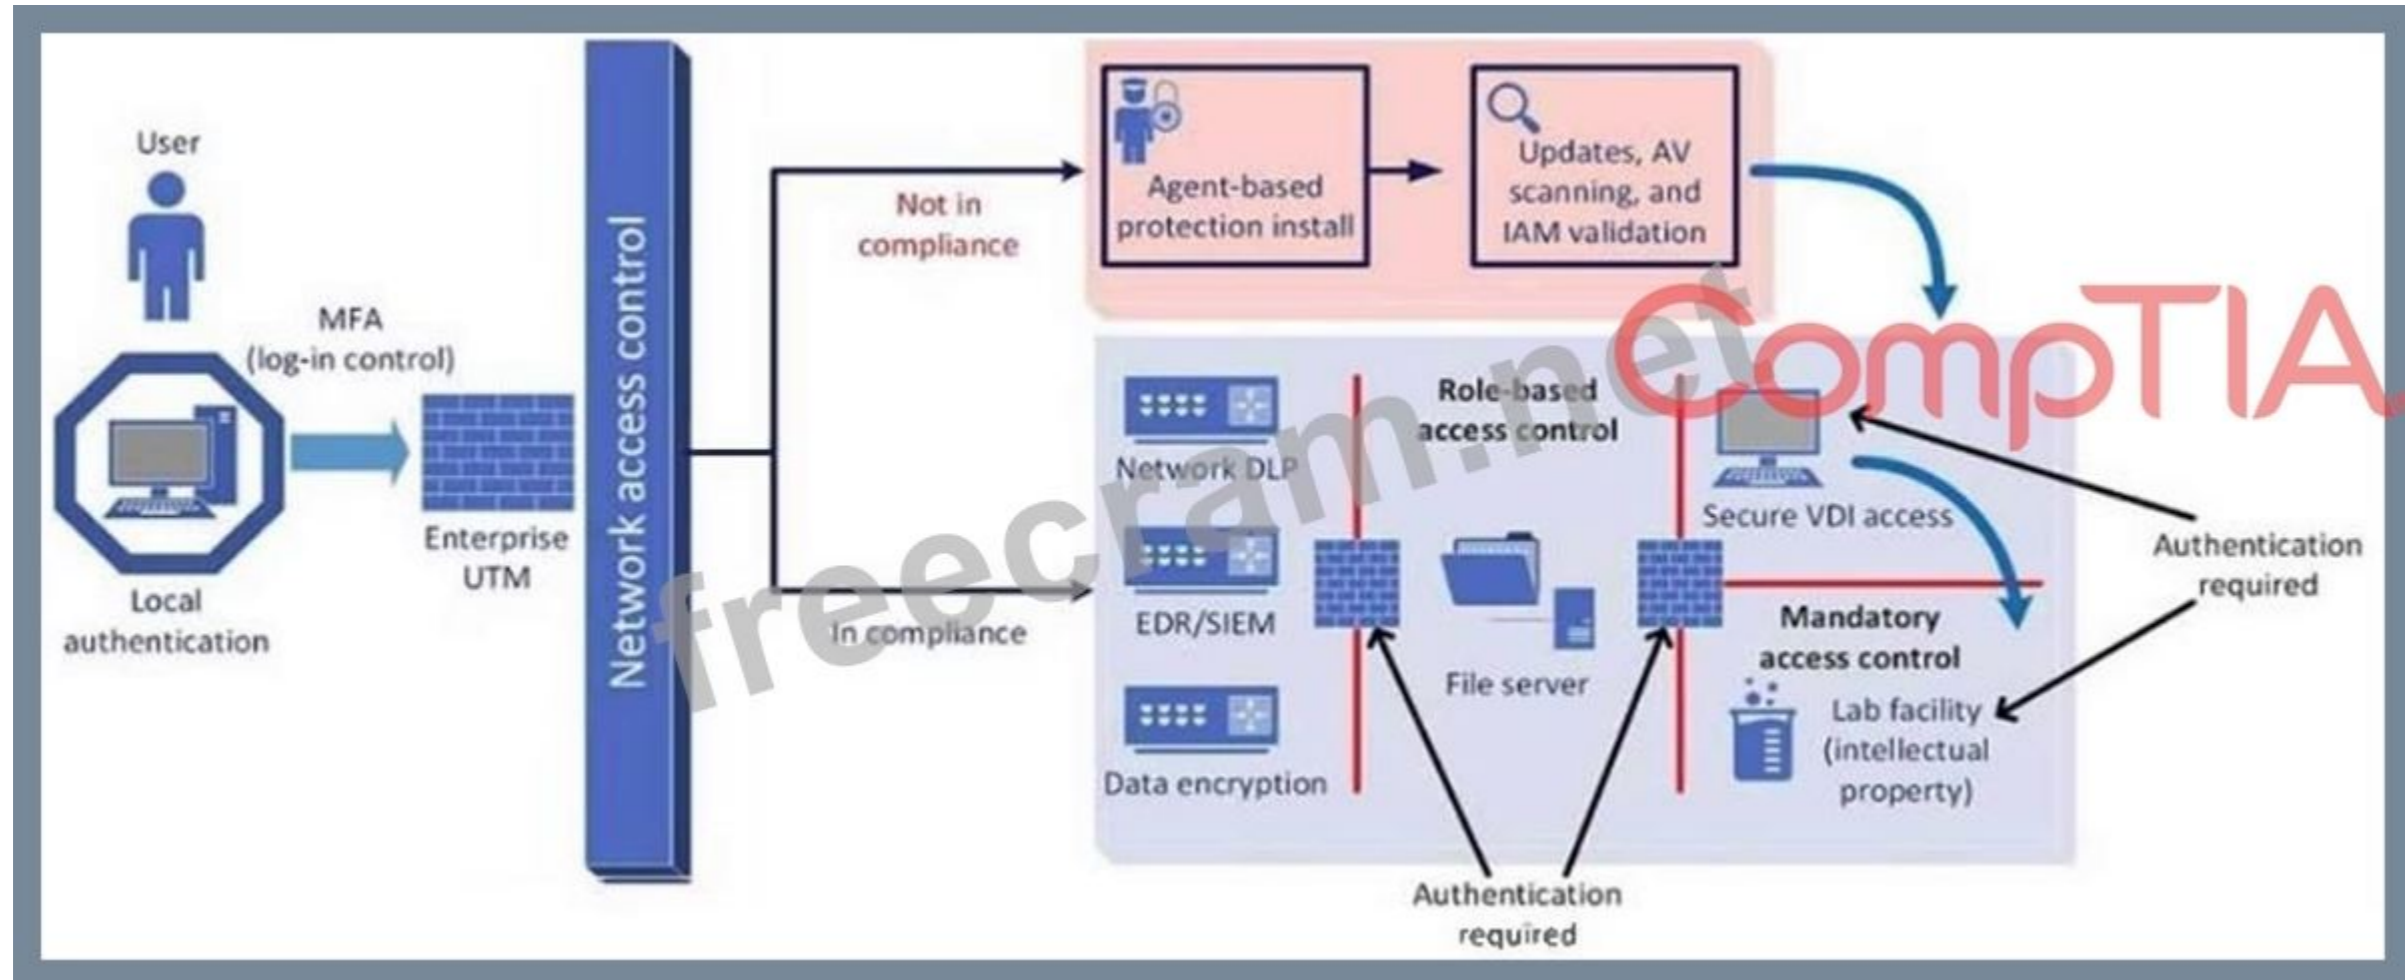 User
MFA
(log-in control)
Local
authentication
Enterprise
UTM
Network access control
Not in
compliance
In compliance
Agent-based
protection install
Updates, AV
scanning, and
IAM validation
CompTIA
Network DLP
EDR/SIEM
Data encryption
Role-based
access control
File server
Secure VDI access
Mandatory
access control
Lab facility
(intellectual
property)
Authentication
required
Authentication
required
freecram.net